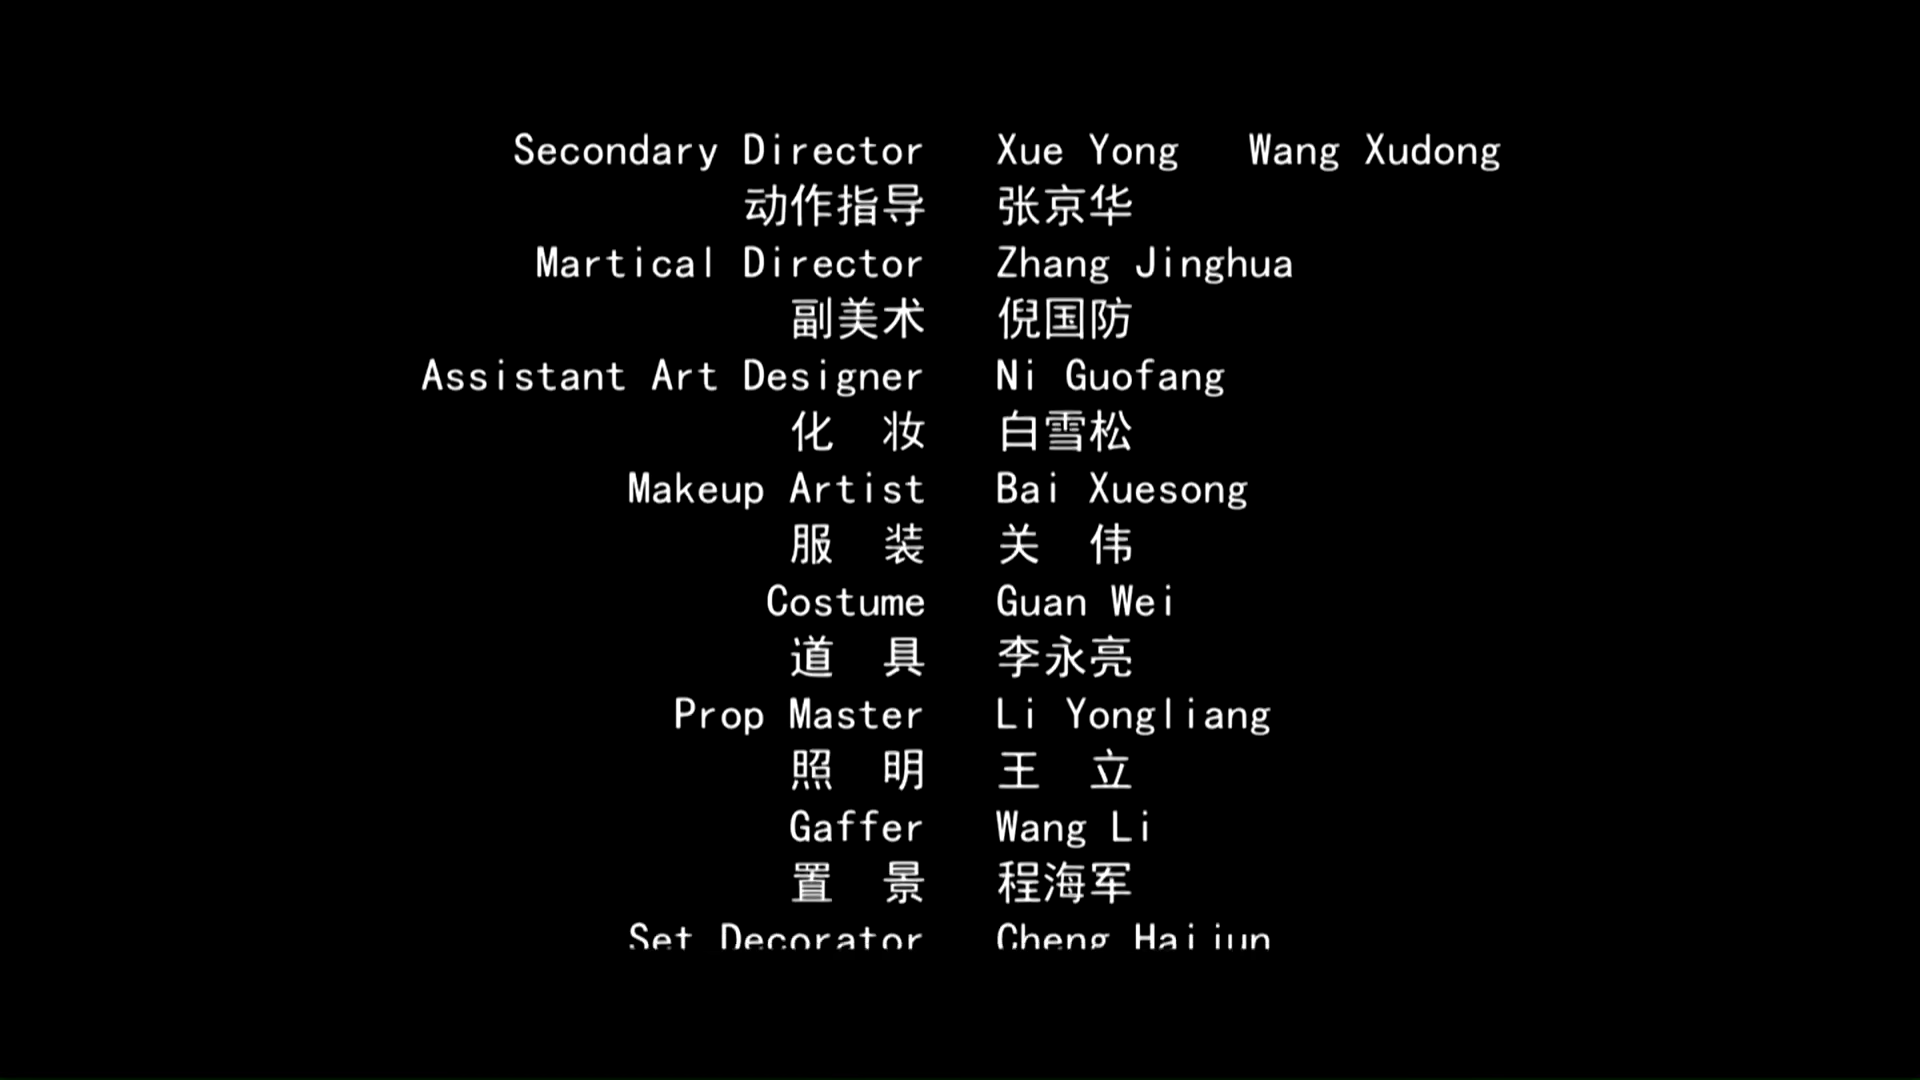 Secondary Director Xue Yong Wang Xudong
动作指导 张京华
Martical Director Zhang Jinghua
副美术 倪国防
Assistant Art Designer Ni Guofang
化 妆 白雪松
Makeup Artist Bai Xuesong
服 装 关 伟
Costume Guan Wei
道 具 李永亮
Prop Master Li Yongliang
照 明 王 立
Gaffer Wang Li
置 景 程海军
Set Decorator Cheng Haijun